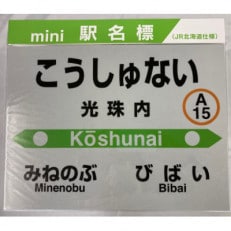 mini 駅名標 (JR北海道仕様)
こうしゅない
光珠内
A
15
Kōshunai
みねのぶ びばい
Minenobu Bibai